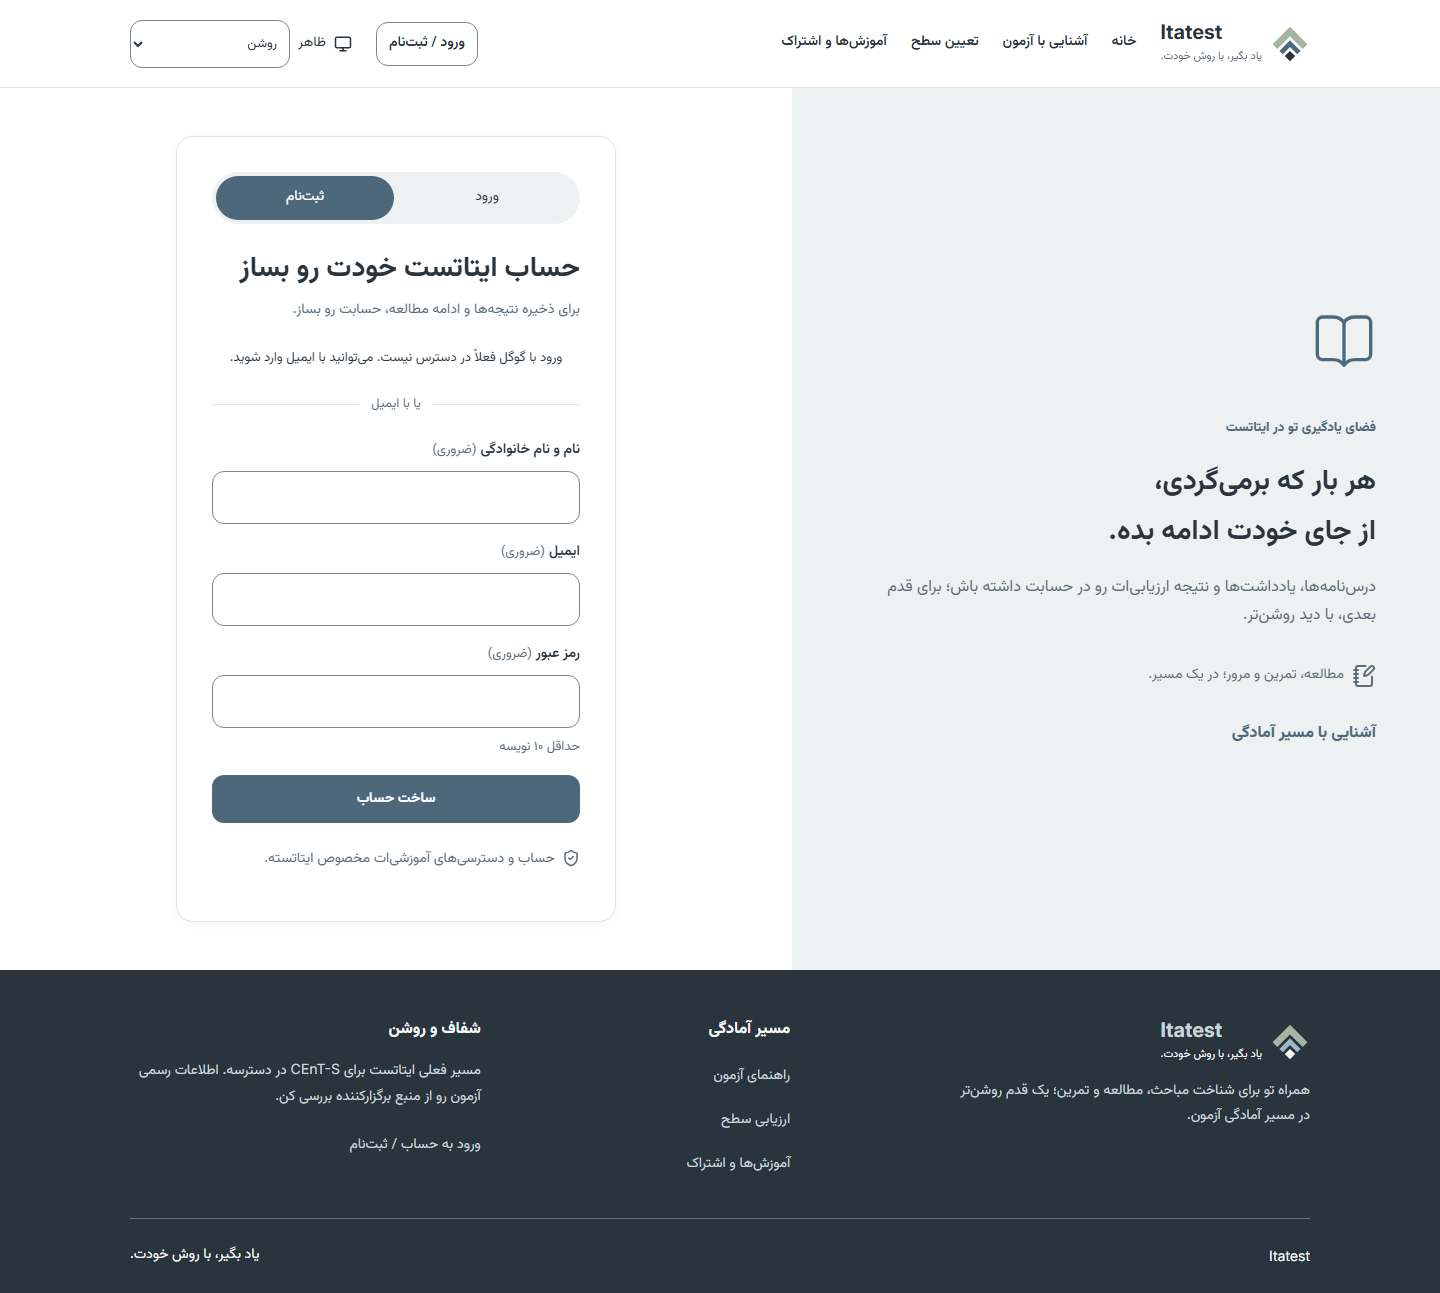 Itatest
یاد بگیر، با روش خودت.
خانه
آشنایی با آزمون
تعیین سطح
آموزش‌ها و اشتراک
ورود / ثبت‌نام
ظاهر
روشن
فضای یادگیری تو در ایتاتست
هر بار که برمی‌گردی،
از جای خودت ادامه بده.
درس‌نامه‌ها، یادداشت‌ها و نتیجه ارزیابی‌ات رو در حسابت داشته باش؛ برای قدم
بعدی، با دید روشن‌تر.
مطالعه، تمرین و مرور؛ در یک مسیر.
آشنایی با مسیر آمادگی
ورود
ثبت‌نام
حساب ایتاتست خودت رو بساز
برای ذخیره نتیجه‌ها و ادامه مطالعه، حسابت رو بساز.
ورود با گوگل فعلاً در دسترس نیست. می‌توانید با ایمیل وارد شوید.
یا با ایمیل
نام و نام خانوادگی (ضروری)
ایمیل (ضروری)
رمز عبور (ضروری)
حداقل ۱۰ نویسه
ساخت حساب
حساب و دسترسی‌های آموزشی‌ات مخصوص ایتاتسته.
Itatest
یاد بگیر، با روش خودت.
همراه تو برای شناخت مباحث، مطالعه و تمرین؛ یک قدم روشن‌تر
در مسیر آمادگی آزمون.
مسیر آمادگی
راهنمای آزمون
ارزیابی سطح
آموزش‌ها و اشتراک
شفاف و روشن
مسیر فعلی ایتاتست برای CEnT-S در دسترسه. اطلاعات رسمی
آزمون رو از منبع برگزارکننده بررسی کن.
ورود به حساب / ثبت‌نام
Itatest
یاد بگیر، با روش خودت.